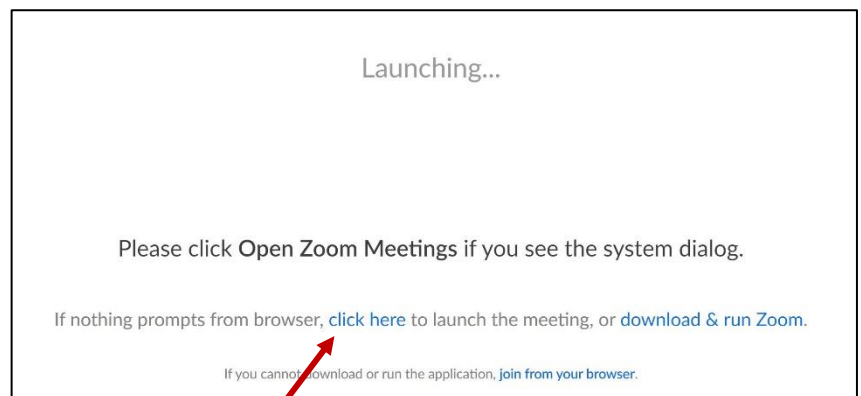 Launching...
Please click Open Zoom Meetings if you see the system dialog.
If nothing prompts from browser, click here to launch the meeting, or download & run Zoom.
If you cannot download or run the application, join from your browser.